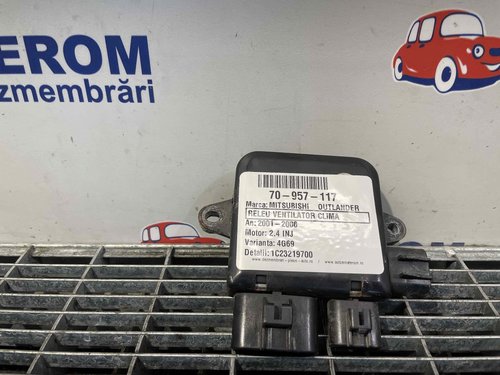 EROM
ezmembrări
70-957-117
Marca: MITSUBISHI OUTLANDER
RELEU VENTILATOR CLIMA
An: 2001-2006
Motor: 2.4 INJ
Varianta: 4G69
Detalii: 1C23219700